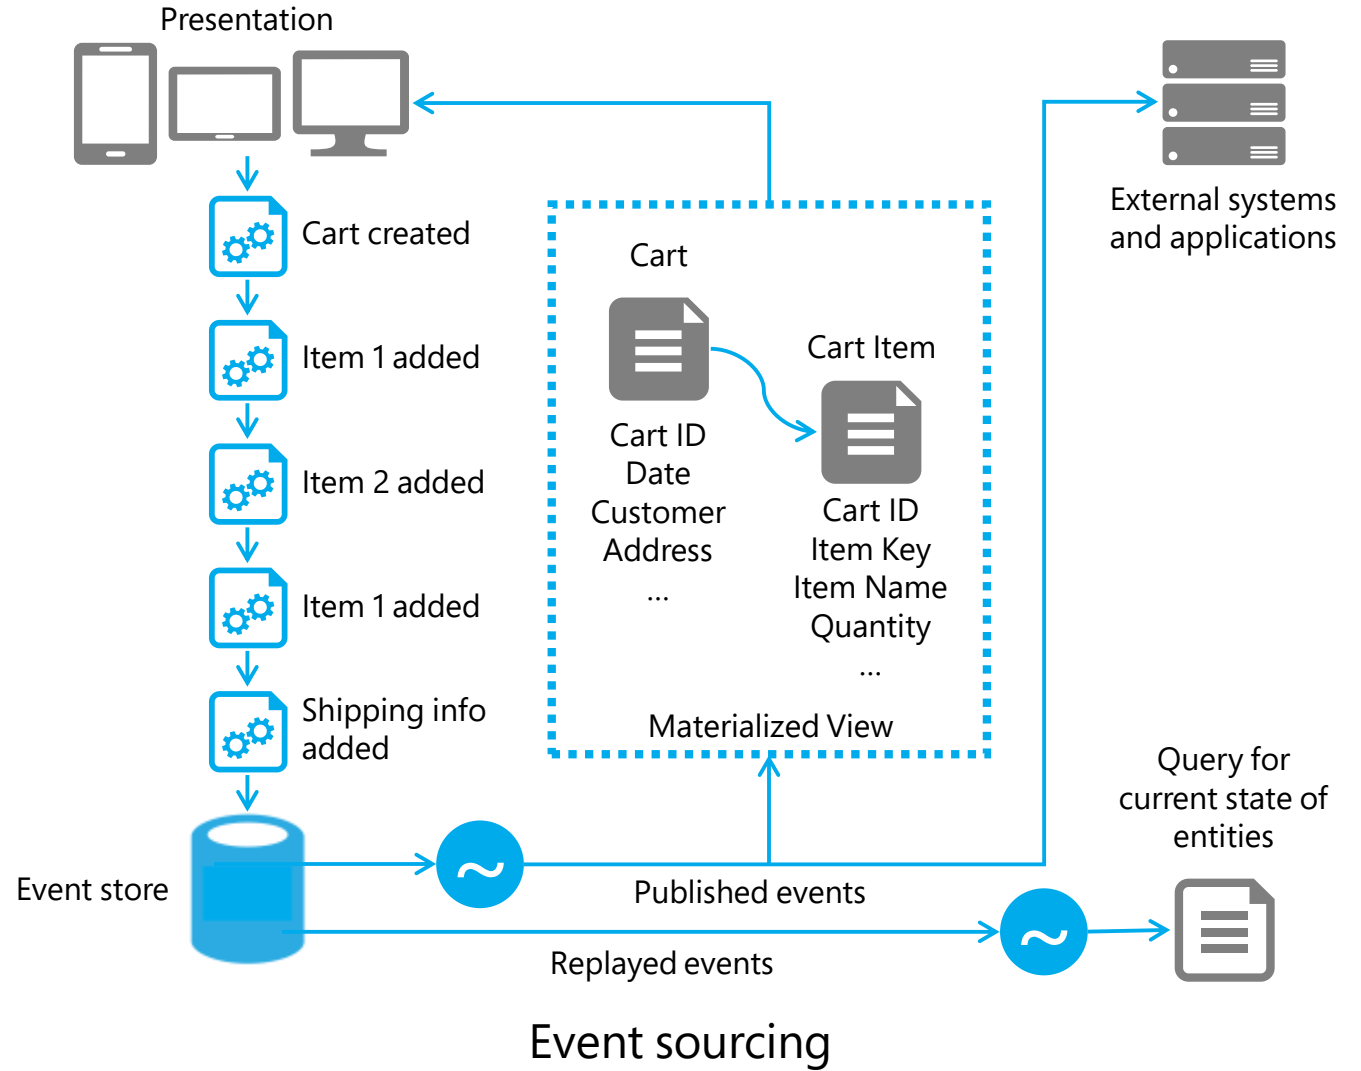 Presentation
Cart created
Item 1 added
Item 2 added
Item 1 added
Shipping info
added
Event store
Cart
Cart ID
Date
Customer
Address
...
Cart Item
Cart ID
Item Key
Item Name
Quantity
...
Materialized View
External systems
and applications
Published events
Replayed events
Query for
current state of
entities
Event sourcing